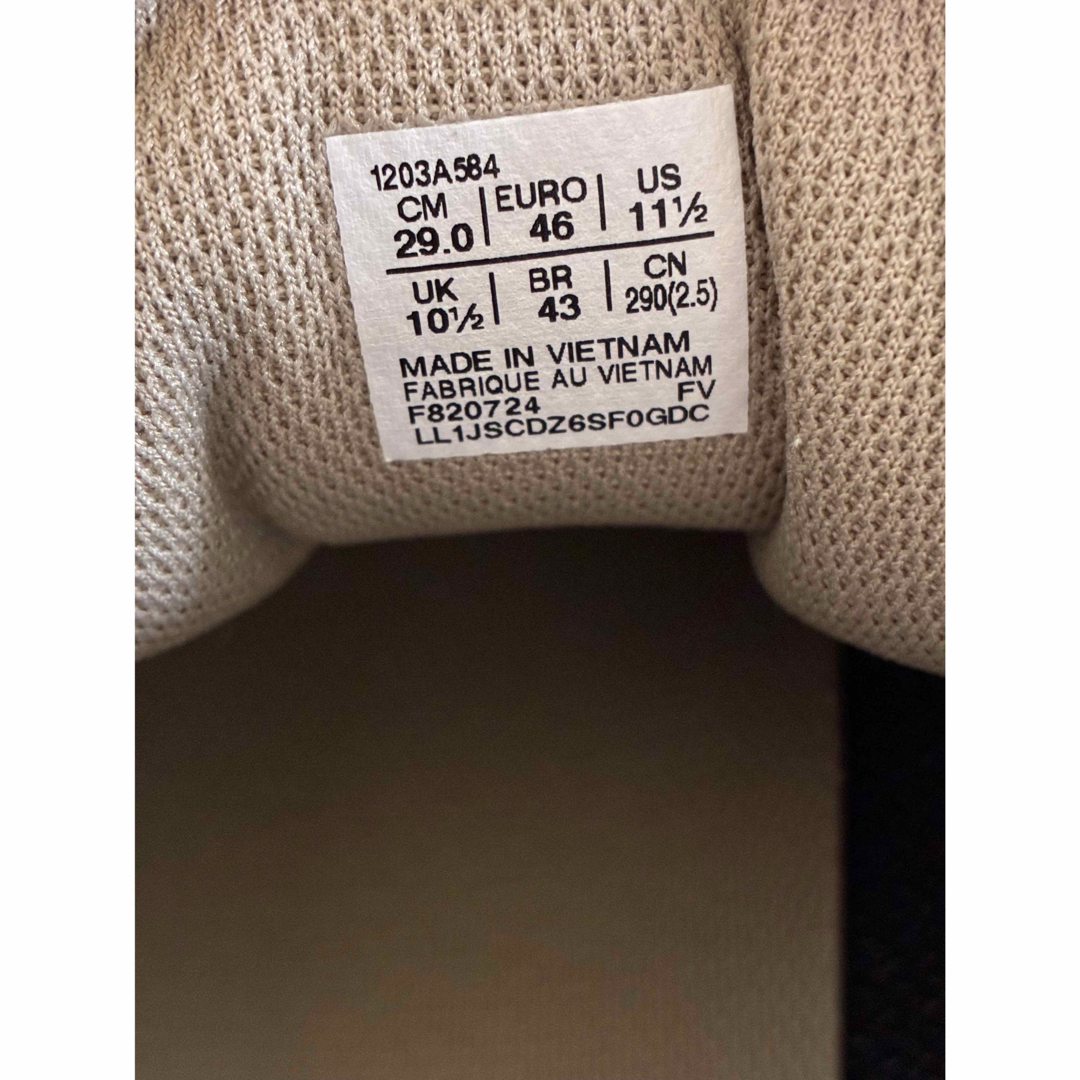 1203A584
CM | EURO | US
29.0 | 46 | 11½
UK | BR | CN
10½ | 43 | 290(2.5)
MADE IN VIETNAM
FABRIQUE AU VIETNAM
F820724 FV
LL1JSCDZ6SF0GDC